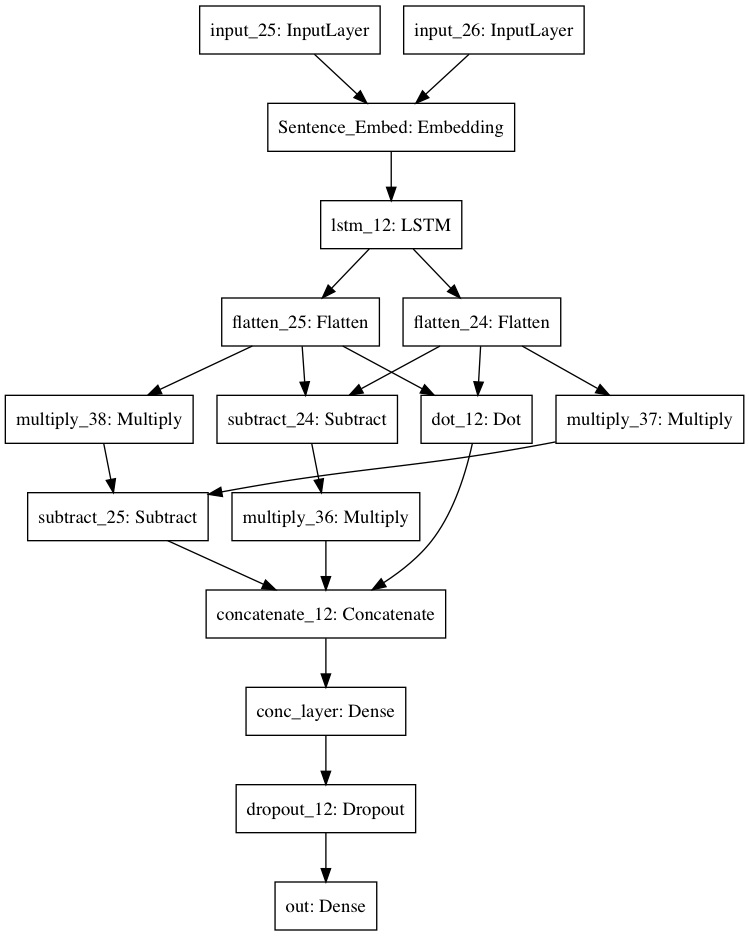 input_25: InputLayer
input_26: InputLayer
Sentence_Embed: Embedding
lstm_12: LSTM
flatten_25: Flatten
flatten_24: Flatten
multiply_38: Multiply
subtract_24: Subtract
dot_12: Dot
multiply_37: Multiply
subtract_25: Subtract
multiply_36: Multiply
concatenate_12: Concatenate
conc_layer: Dense
dropout_12: Dropout
out: Dense